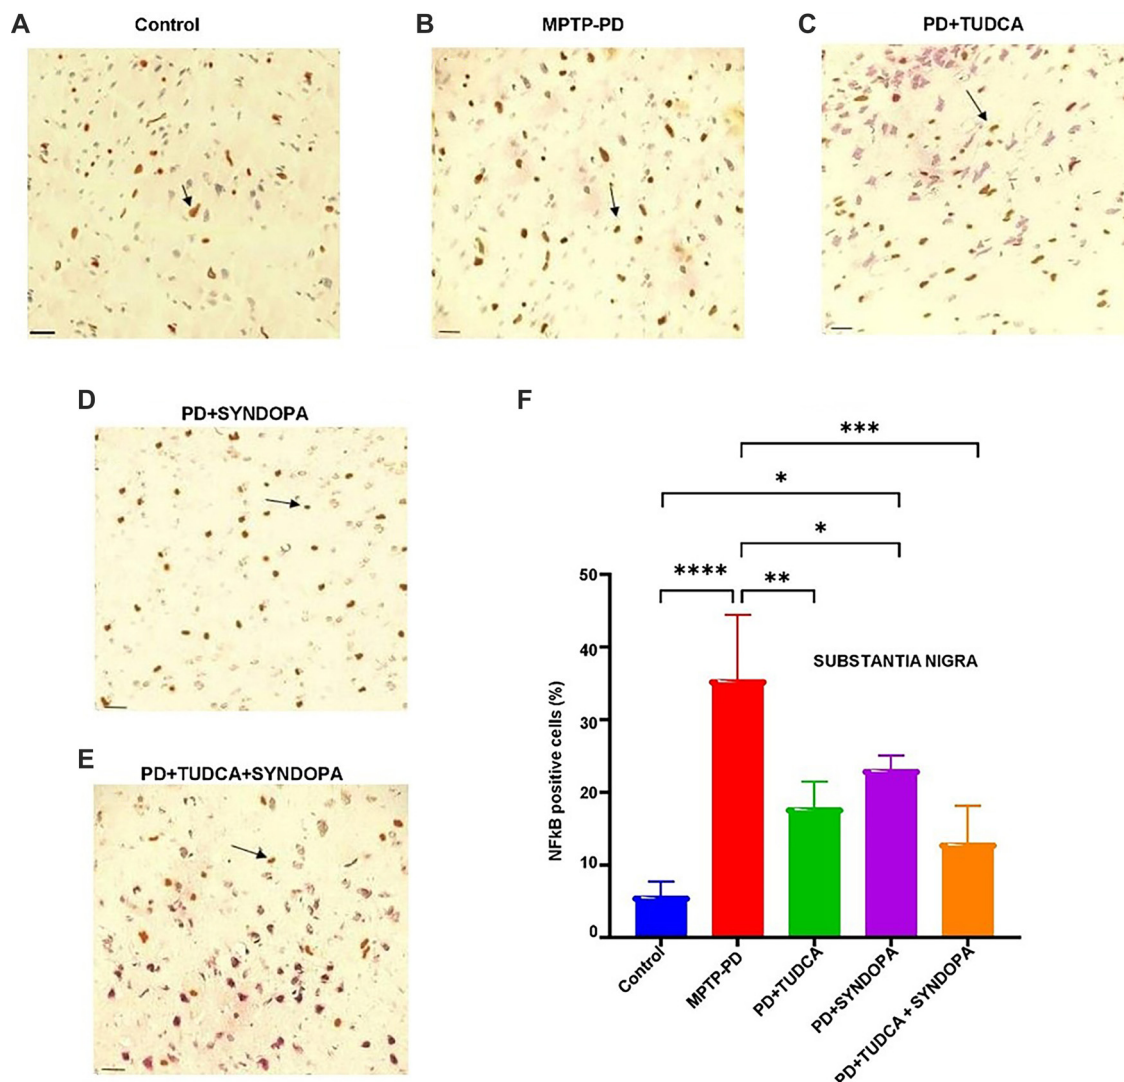 A
Control
B
MPTP-PD
C
PD+TUDCA
D
PD+SYNDOPA
E
PD+TUDCA+SYNDOPA
F
***
*
*
****
**
SUBSTANTIA NIGRA
NFkB positive cells (%)
50
40
30
20
10
0
Control
MPTP-PD
PD+TUDCA
PD+SYNDOPA
PD+TUDCA + SYNDOPA